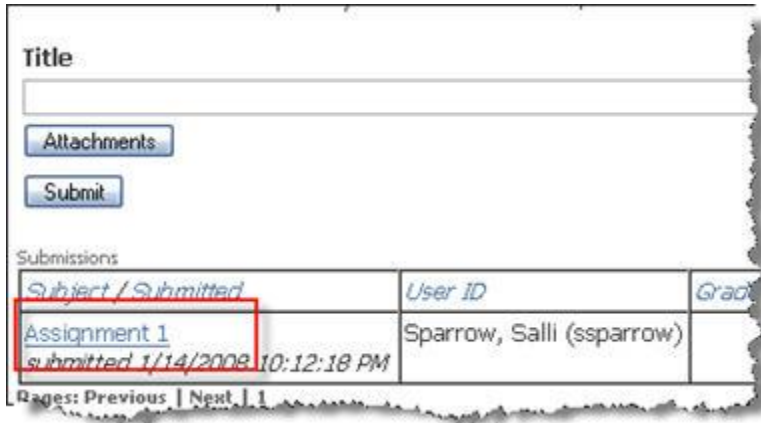 Title
Attachments
Submit
Submissions
Subject / Submitted
User ID
Assignment 1
submitted 1/14/2008 10:12:18 PM
Sparrow, Salli (ssparrow)
Pages: Previous | Next | 1